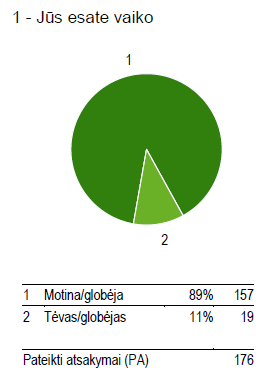 1 - Jūs esate vaiko
1
2
1 Motina/globėja 89% 157
2 Tėvas/globėjas 11% 19
Pateikti atsakymai (PA) 176